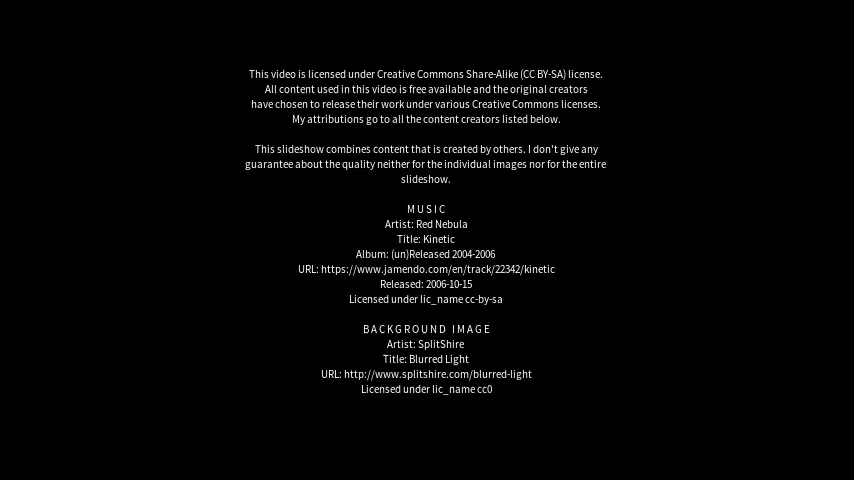 This video is licensed under Creative Commons Share-Alike (CC BY-SA) license.
All content used in this video is free available and the original creators
have chosen to release their work under various Creative Commons licenses.
My attributions go to all the content creators listed below.
This slideshow combines content that is created by others. I don't give any
guarantee about the quality neither for the individual images nor for the entire
slideshow.
MUSIC
Artist: Red Nebula
Title: Kinetic
Album: (un)Released 2004-2006
URL: https://www.jamendo.com/en/track/22342/kinetic
Released: 2006-10-15
Licensed under lic_name cc-by-sa
BACKGROUND IMAGE
Artist: SplitShire
Title: Blurred Light
URL: http://www.splitshire.com/blurred-light
Licensed under lic_name cc0